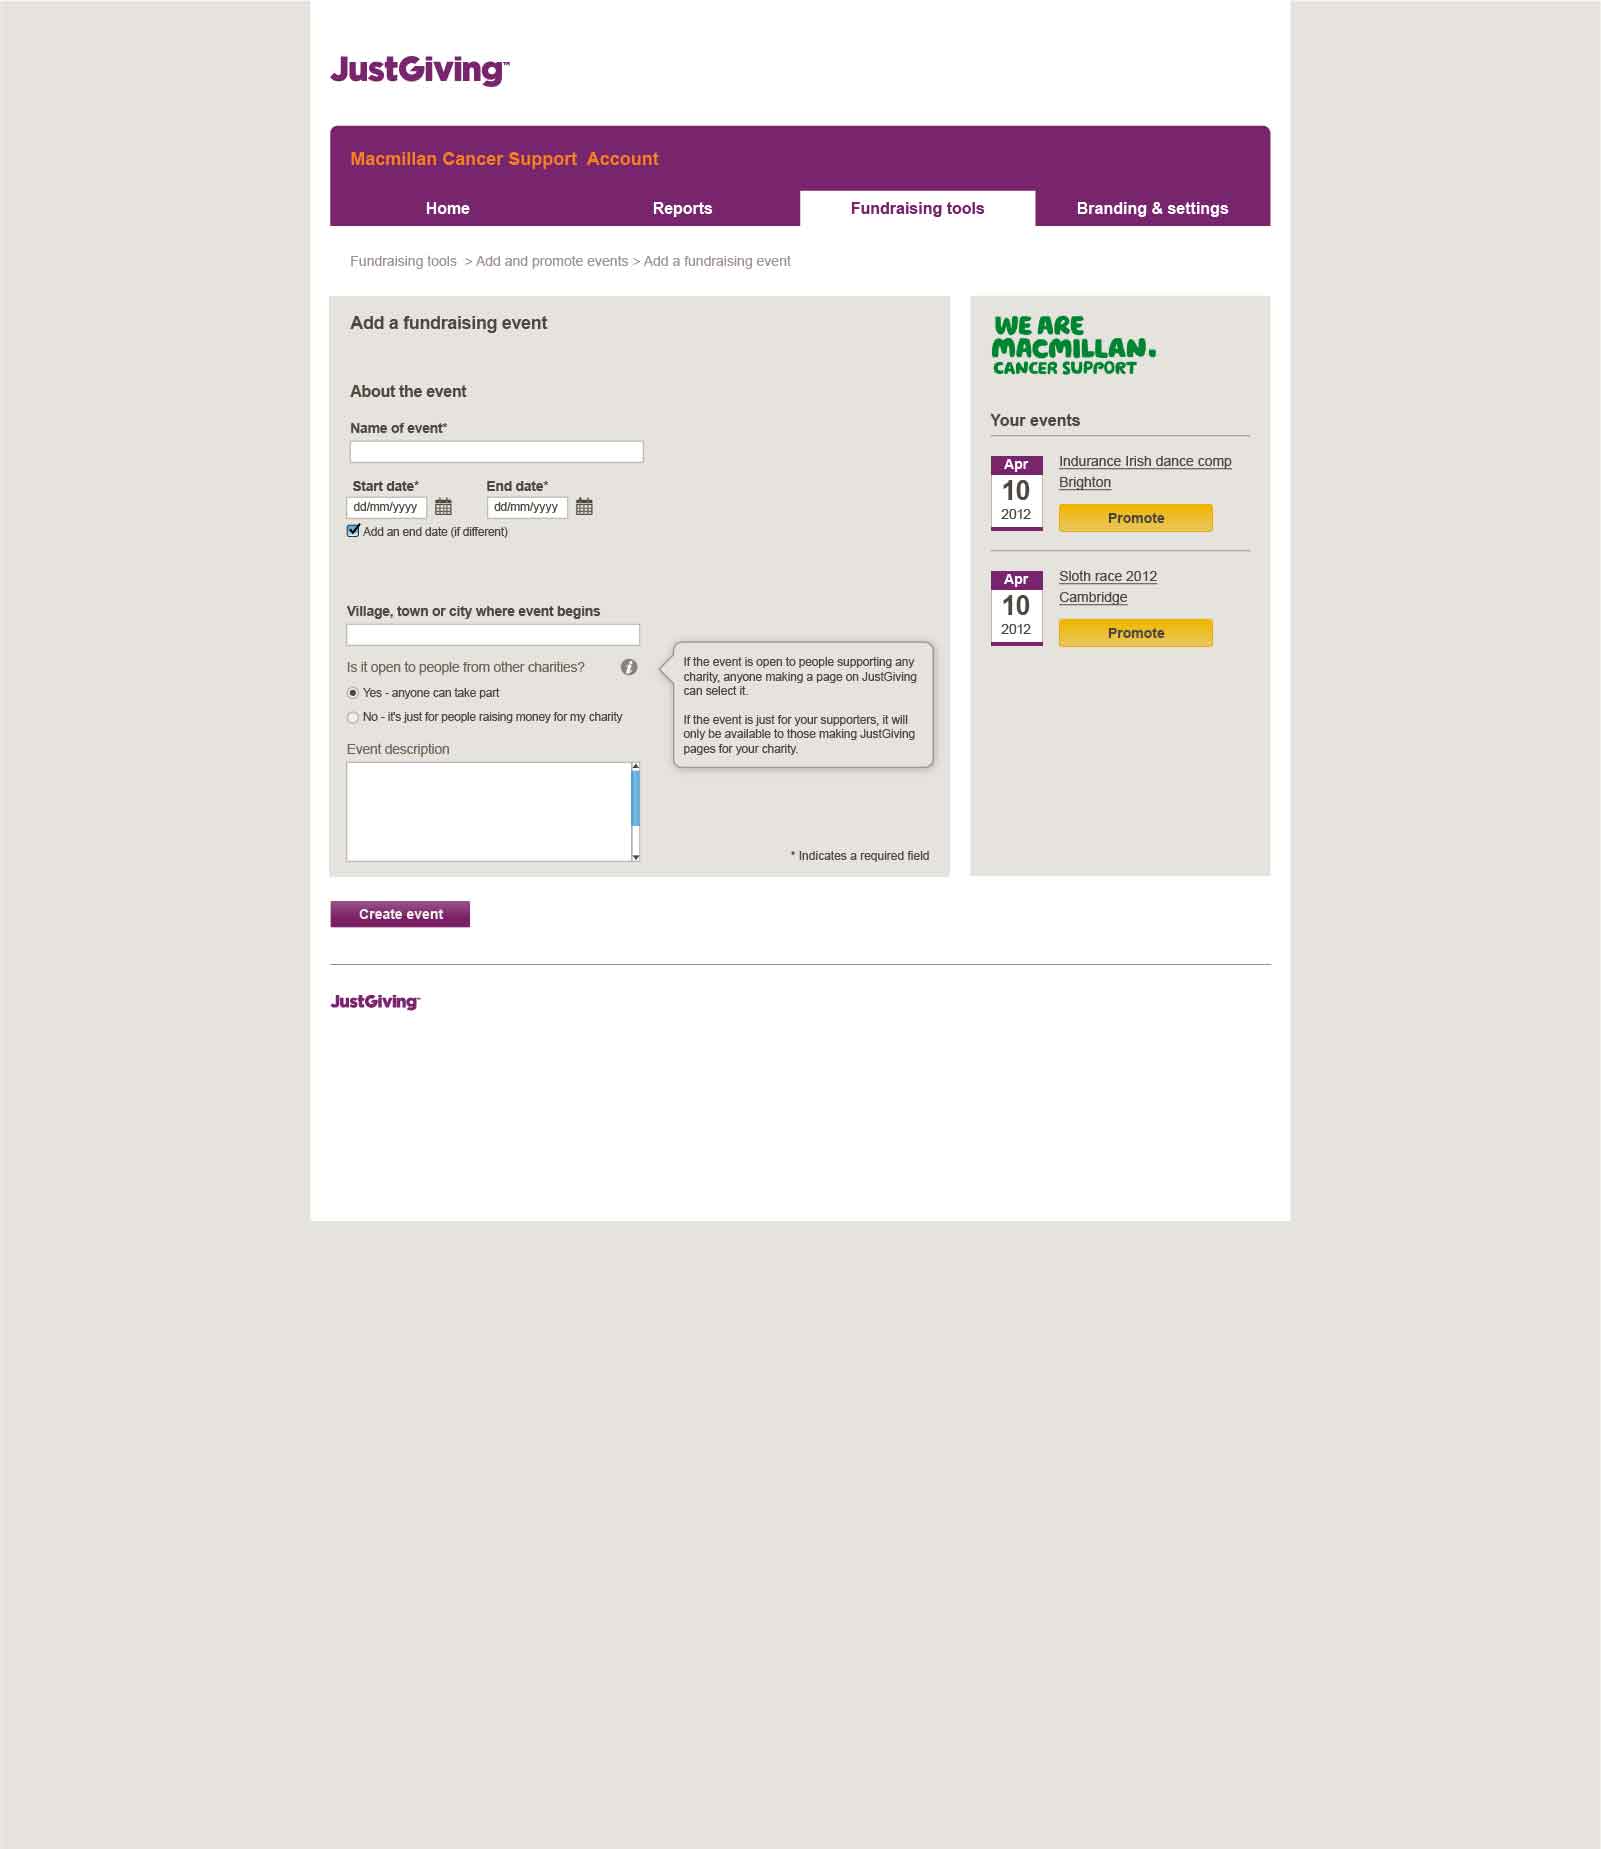 JustGiving™
Macmillan Cancer Support  Account
Home
Reports
Fundraising tools
Branding & settings
Fundraising tools  > Add and promote events > Add a fundraising event
Add a fundraising event
About the event
Name of event*
Start date*
End date*
dd/mm/yyyy
dd/mm/yyyy
Add an end date (if different)
Village, town or city where event begins
Is it open to people from other charities?
i
Yes - anyone can take part
No - it's just for people raising money for my charity
Event description
If the event is open to people supporting any
charity, anyone making a page on JustGiving
can select it.
If the event is just for your supporters, it will
only be available to those making JustGiving
pages for your charity.
* Indicates a required field
WE ARE
MACMILLAN.
CANCER SUPPORT
Your events
Apr
10
2012
Indurance Irish dance comp
Brighton
Promote
Apr
10
2012
Sloth race 2012
Cambridge
Promote
Create event
JustGiving™